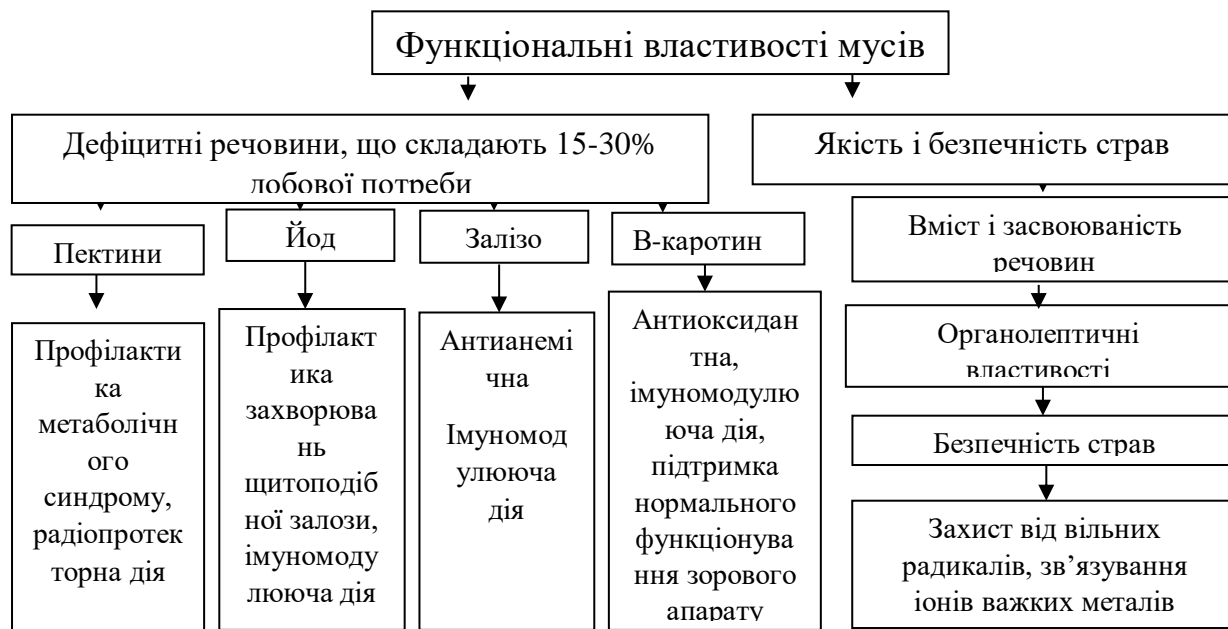 Функціональні властивості мусів
Дефіцитні речовини, що складають 15-30%
добової потреби
Якість і безпечність страв
Пектини
Йод
Залізо
В-каротин
Вміст і засвоюваність
речовин
Профілакти
ка
метаболічн
ого
синдрому,
радіопротек
торна дія
Профілакт
ика
захворюва
нь
щитоподіб
ної залози,
імуномоду
лююча дія
Антианемі
чна
Імуномод
улююча
дія
Антиоксидан
тна,
імуномодулю
юча дія,
підтримка
нормального
функціонува
ння зорового
апарату
Органолептичні
властивості
Безпечність страв
Захист від вільних
радикалів, зв’язування
іонів важких металів